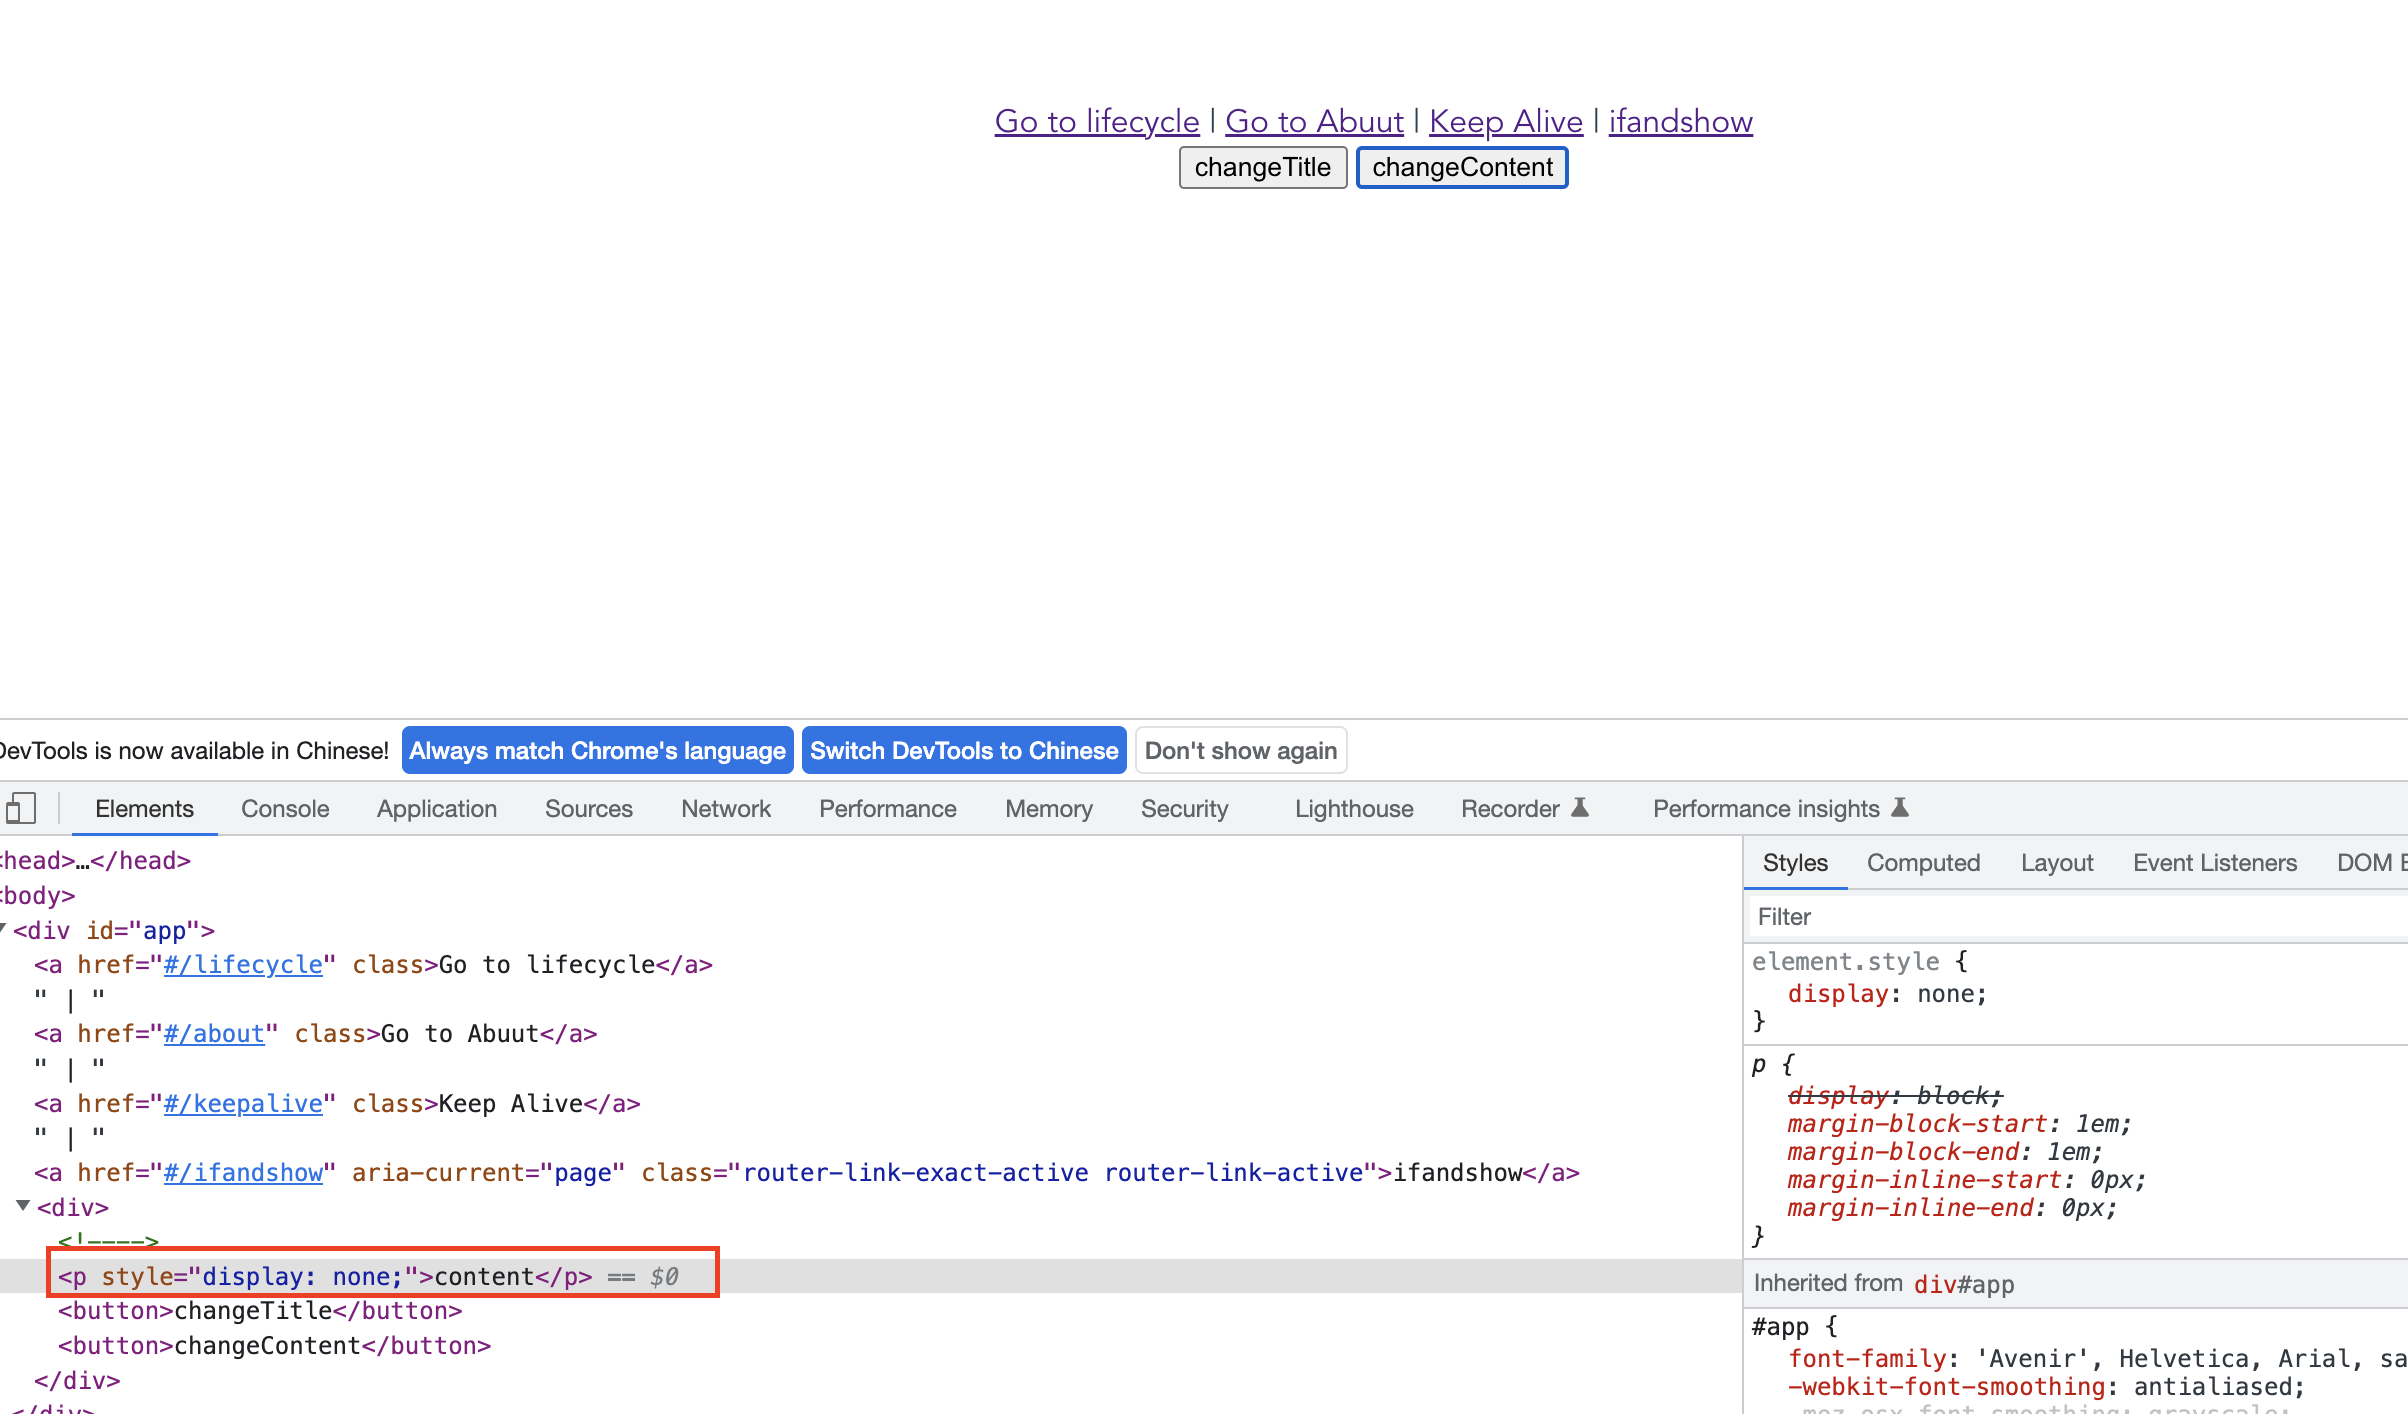 Go to lifecycle | Go to Abuut | Keep Alive | ifandshow
changeTitle changeContent
DevTools is now available in Chinese! Always match Chrome's language Switch DevTools to Chinese Don't show again
Elements Console Application Sources Network Performance Memory Security Lighthouse Recorder Performance insights
<head>…</head>
<body>
<div id="app">
<a href="#/lifecycle" class>Go to lifecycle</a>
" | "
<a href="#/about" class>Go to Abuut</a>
" | "
<a href="#/keepalive" class>Keep Alive</a>
" | "
<a href="#/ifandshow" aria-current="page" class="router-link-exact-active router-link-active">ifandshow</a>
<div>
<!---->
<p style="display: none;">content</p> == $0
<button>changeTitle</button>
<button>changeContent</button>
</div>
</div>
Styles Computed Layout Event Listeners DOM
Filter
element.style {
display: none;
}
p {
display: block;
margin-block-start: 1em;
margin-block-end: 1em;
margin-inline-start: 0px;
margin-inline-end: 0px;
}
Inherited from div#app
#app {
font-family: 'Avenir', Helvetica, Arial, sa
-webkit-font-smoothing: antialiased;
-moz-osx-font-smoothing: grayscale;